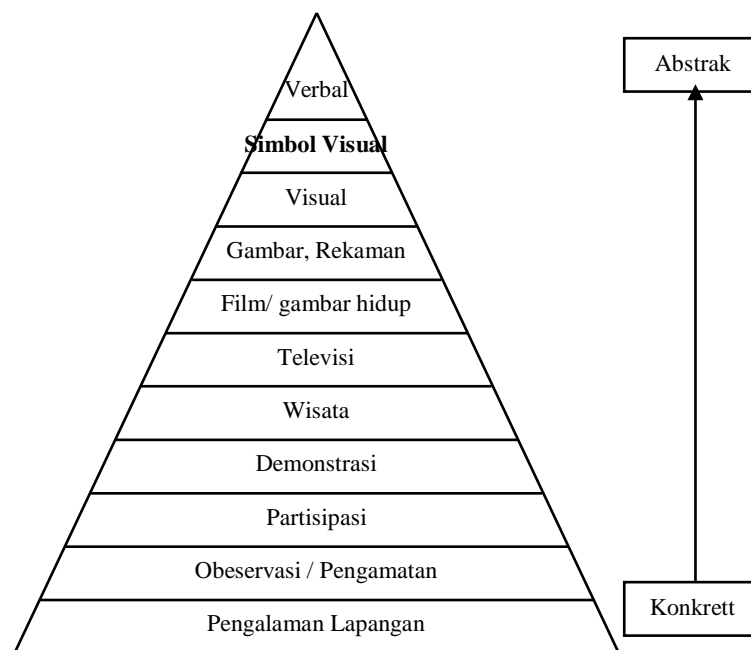 Verbal
Simbol Visual
Visual
Gambar, Rekaman
Film/ gambar hidup
Televisi
Wisata
Demonstrasi
Partisipasi
Obeservasi / Pengamatan
Pengalaman Lapangan
Abstrak
Konkrett